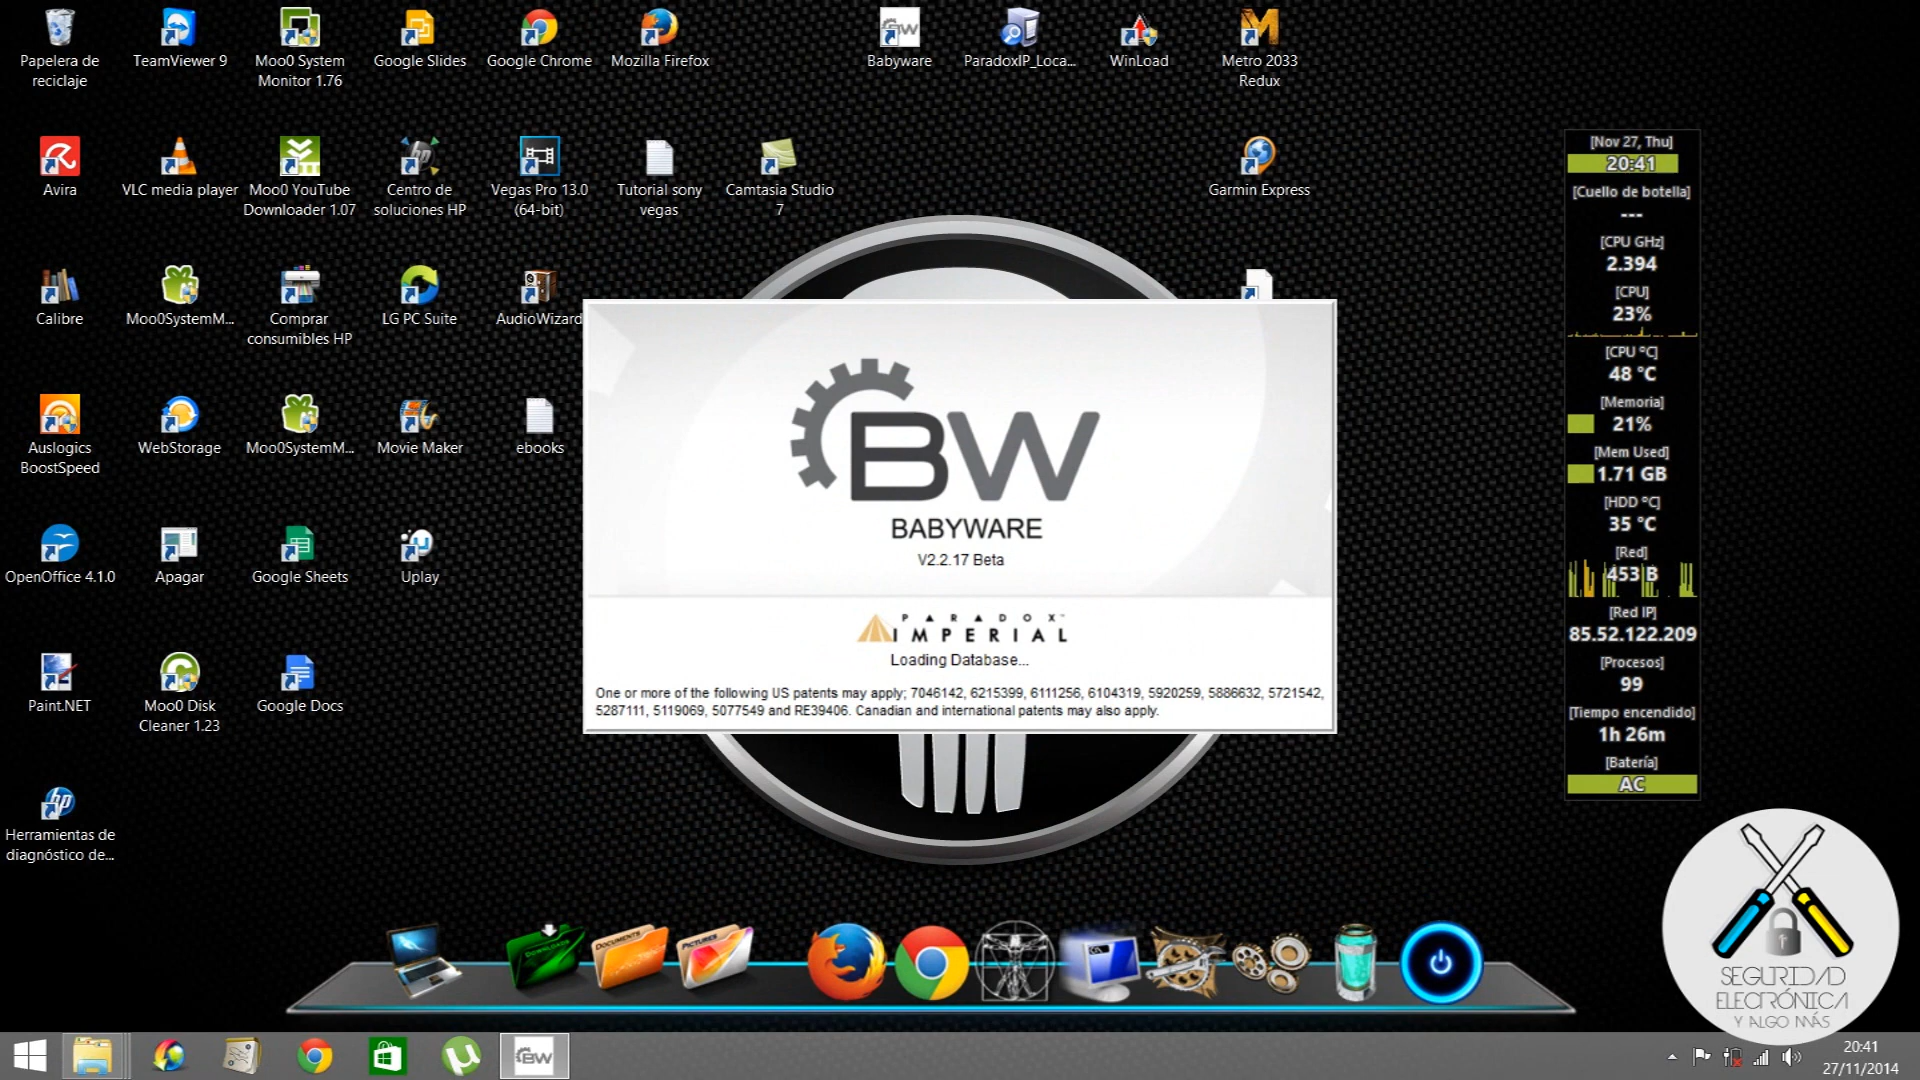 Papelera de
reciclaje
TeamViewer 9
Moo0 System
Monitor 1.76
Google Slides
Google Chrome
Mozilla Firefox
BW
Babyware
ParadoxIP_Loca...
WinLoad
Metro 2033
Redux
Avira
VLC media player
Moo0 YouTube
Downloader 1.07
Centro de
soluciones HP
Vegas Pro 13.0
(64-bit)
Tutorial sony
vegas
Camtasia Studio
7
Garmin Express
Calibre
Moo0SystemM...
Comprar
consumibles HP
LG PC Suite
AudioWizard
Auslogics
BoostSpeed
WebStorage
Moo0SystemM...
Movie Maker
ebooks
OpenOffice 4.1.0
Apagar
Google Sheets
Uplay
Paint.NET
Moo0 Disk
Cleaner 1.23
Google Docs
Herramientas de
diagnóstico de...
BW
BABYWARE
V2.2.17 Beta
PARADOX™
IMPERIAL
Loading Database...
One or more of the following US patents may apply; 7046142, 6215399, 6111256, 6104319, 5920259, 5886632, 5721542,
5287111, 5119069, 5077549 and RE39406. Canadian and international patents may also apply.
[Nov 27, Thu]
20:41
[Cuello de botella]
---
[CPU GHz]
2.394
[CPU]
23%
[CPU ºC]
48 °C
[Memoria]
21%
[Mem Used]
1.71 GB
[HDD ºC]
35 °C
[Red]
453 B
[Red IP]
85.52.122.209
[Procesos]
99
[Tiempo encendido]
1h 26m
[Batería]
AC
DOWNLOADS
DOCUMENTS
PICTURES
SEGURIDAD
ELECTRÓNICA
Y ALGO MÁS
BW
20:41
27/11/2014